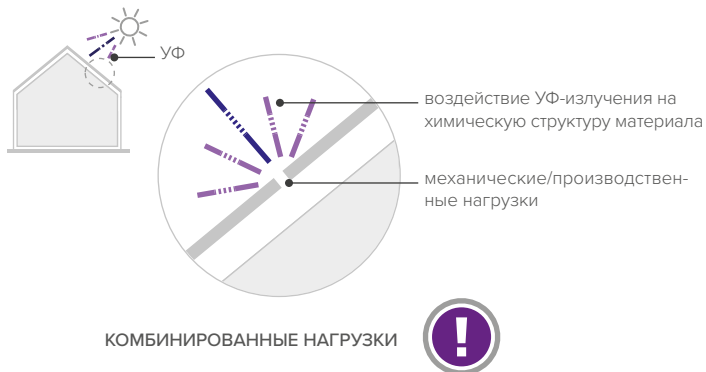 УФ
воздействие УФ-излучения на
химическую структуру материала
механические/производствен-
ные нагрузки
КОМБИНИРОВАННЫЕ НАГРУЗКИ
!